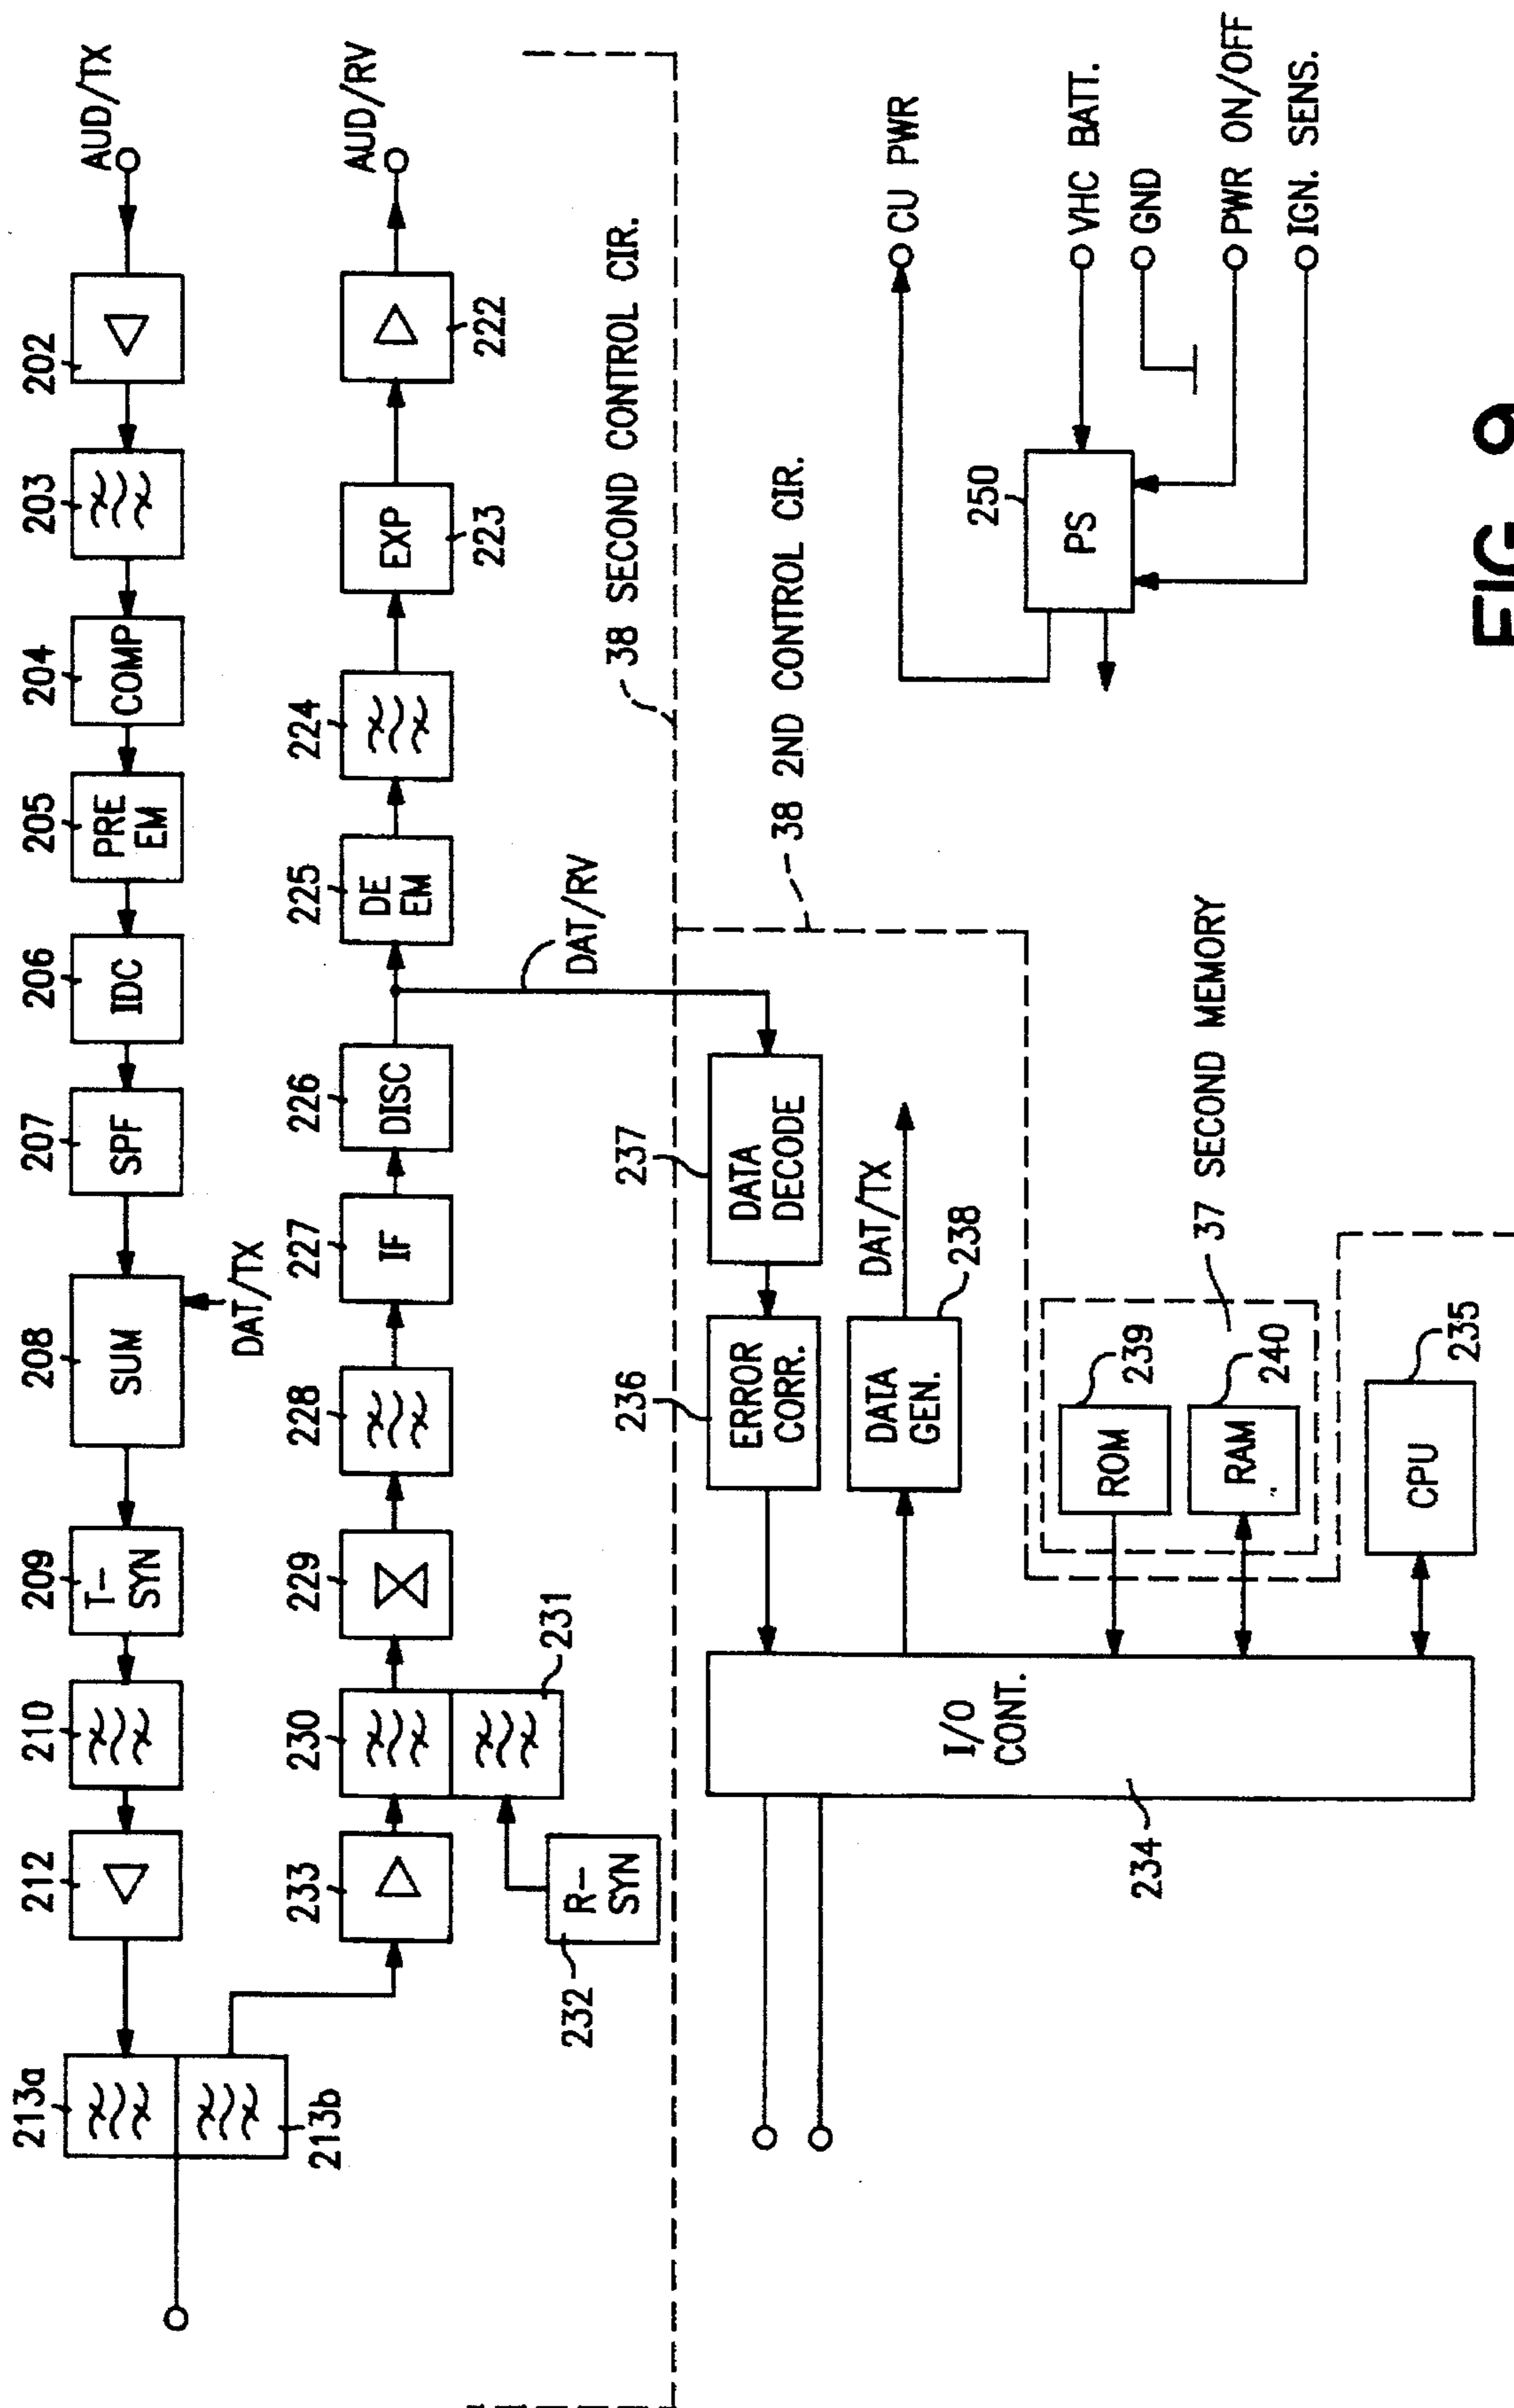 AUD/TX
202
203
204
COMP
205
PRE
EM
206
IDC
207
SPF
208
SUM
DAT/TX
209
T-
SYN
210
212
213a
213b
AUD/RV
222
EXP
223
224
225
DE
EM
DAT/RV
226
DISC
227
IF
228
229
230
231
233
232
R-
SYN
38 SECOND CONTROL CIR.
38 2ND CONTROL CIR.
237
DATA
DECODE
236
ERROR
CORR.
DATA
GEN.
238
DAT/TX
37 SECOND MEMORY
ROM
239
RAM
240
CPU
235
I/O
CONT.
234
CU PWR
VHC BATT.
GND
PWR ON/OFF
IGN. SENS.
250
PS